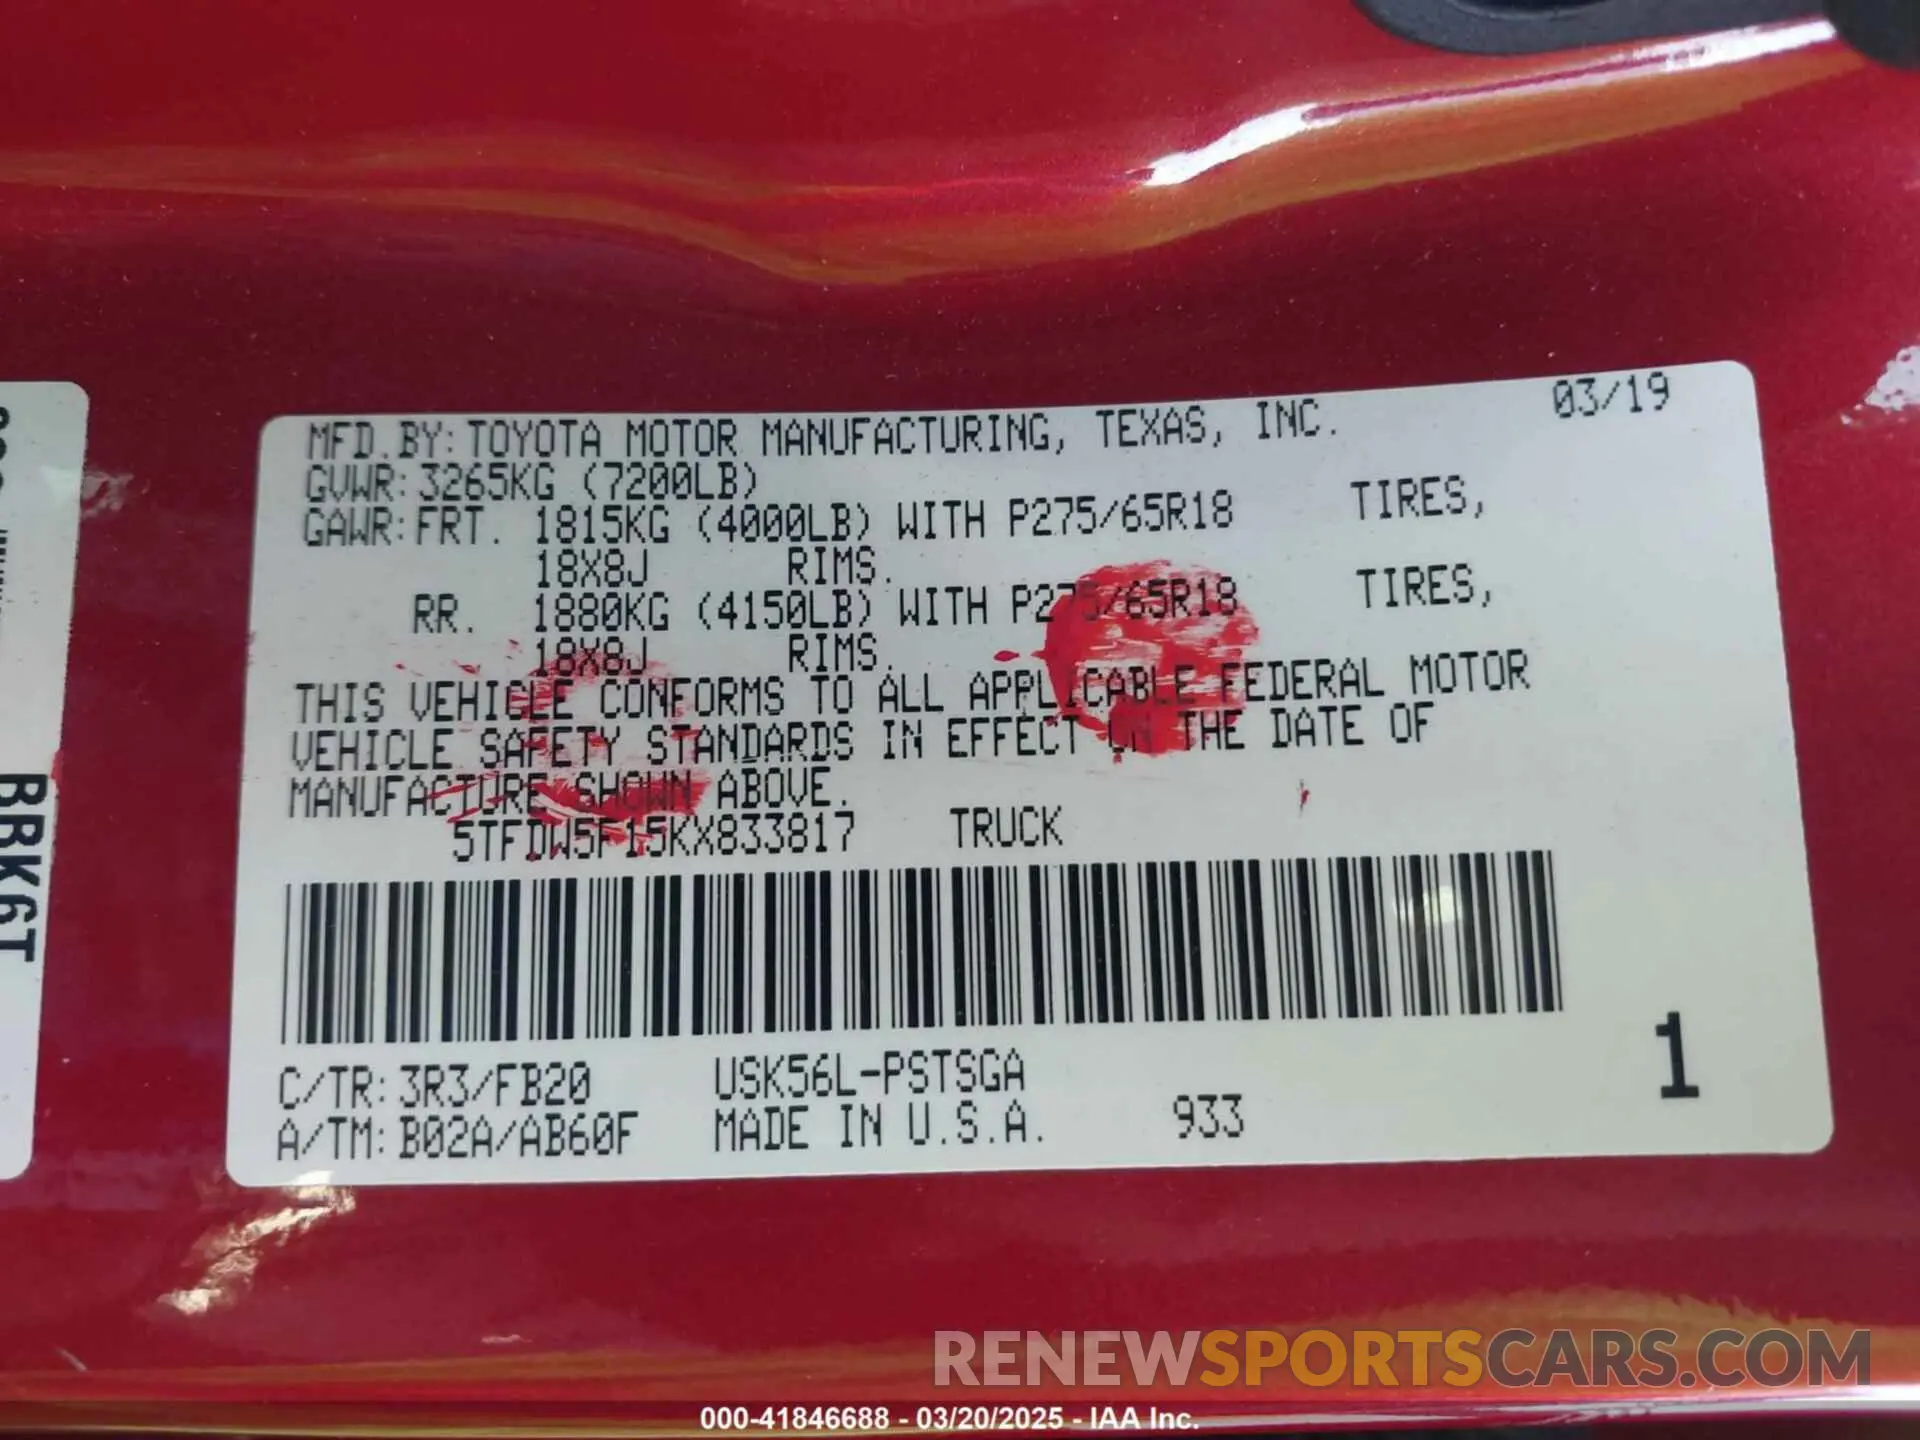 MFD.BY:TOYOTA MOTOR MANUFACTURING, TEXAS, INC. 03/19
GVWR:3265KG (7200LB)
GAWR:FRT. 1815KG (4000LB) WITH P275/65R18 TIRES,
18X8J RIMS.
RR. 1880KG (4150LB) WITH P275/65R18 TIRES,
18X8J RIMS.
THIS VEHICLE CONFORMS TO ALL APPLICABLE FEDERAL MOTOR
VEHICLE SAFETY STANDARDS IN EFFECT ON THE DATE OF
MANUFACTURE SHOWN ABOVE.
5TFDW5F15KX833817 TRUCK
C/TR:3R3/FB20 USK56L-PSTSGA
A/TM:B02A/AB60F MADE IN U.S.A. 933
1
BRK6T
RENEWSPORTSCARS.COM
000-41846688 - 03/20/2025 - IAA Inc.